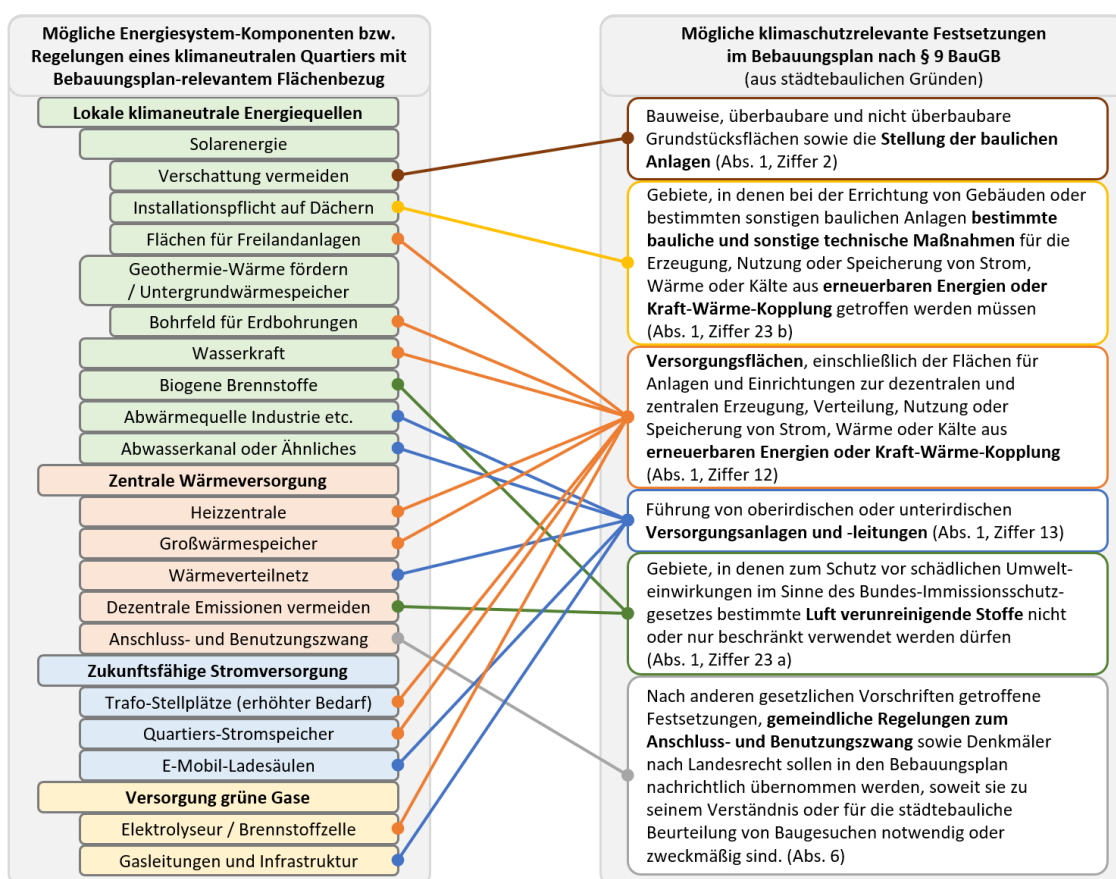 Mögliche Energiesystem-Komponenten bzw.
Regelungen eines klimaneutralen Quartiers mit
Bebauungsplan-relevantem Flächenbezug
Lokale klimaneutrale Energiequellen
Solarenergie
Verschattung vermeiden
Installationspflicht auf Dächern
Flächen für Freilandanlagen
Geothermie-Wärme fördern
/ Untergrundwärmespeicher
Bohrfeld für Erdbohrungen
Wasserkraft
Biogene Brennstoffe
Abwärmequelle Industrie etc.
Abwasserkanal oder Ähnliches
Zentrale Wärmeversorgung
Heizzentrale
Großwärmespeicher
Wärmeverteilnetz
Dezentrale Emissionen vermeiden
Anschluss- und Benutzungszwang
Zukunftsfähige Stromversorgung
Trafo-Stellplätze (erhöhter Bedarf)
Quartiers-Stromspeicher
E-Mobil-Ladesäulen
Versorgung grüne Gase
Elektrolyseur / Brennstoffzelle
Gasleitungen und Infrastruktur
Mögliche klimaschutzrelevante Festsetzungen
im Bebauungsplan nach § 9 BauGB
(aus städtebaulichen Gründen)
Bauweise, überbaubare und nicht überbaubare
Grundstücksflächen sowie die Stellung der baulichen
Anlagen (Abs. 1, Ziffer 2)
Gebiete, in denen bei der Errichtung von Gebäuden oder
bestimmten sonstigen baulichen Anlagen bestimmte
bauliche und sonstige technische Maßnahmen für die
Erzeugung, Nutzung oder Speicherung von Strom,
Wärme oder Kälte aus erneuerbaren Energien oder
Kraft-Wärme-Kopplung getroffen werden müssen
(Abs. 1, Ziffer 23 b)
Versorgungsflächen, einschließlich der Flächen für
Anlagen und Einrichtungen zur dezentralen und
zentralen Erzeugung, Verteilung, Nutzung oder
Speicherung von Strom, Wärme oder Kälte aus
erneuerbaren Energien oder Kraft-Wärme-Kopplung
(Abs. 1, Ziffer 12)
Führung von oberirdischen oder unterirdischen
Versorgungsanlagen und -leitungen (Abs. 1, Ziffer 13)
Gebiete, in denen zum Schutz vor schädlichen Umwelt-
einwirkungen im Sinne des Bundes-Immissionsschutz-
gesetzes bestimmte Luft verunreinigende Stoffe nicht
oder nur beschränkt verwendet werden dürfen
(Abs. 1, Ziffer 23 a)
Nach anderen gesetzlichen Vorschriften getroffene
Festsetzungen, gemeindliche Regelungen zum
Anschluss- und Benutzungszwang sowie Denkmäler
nach Landesrecht sollen in den Bebauungsplan
nachrichtlich übernommen werden, soweit sie zu
seinem Verständnis oder für die städtebauliche
Beurteilung von Baugesuchen notwendig oder
zweckmäßig sind. (Abs. 6)